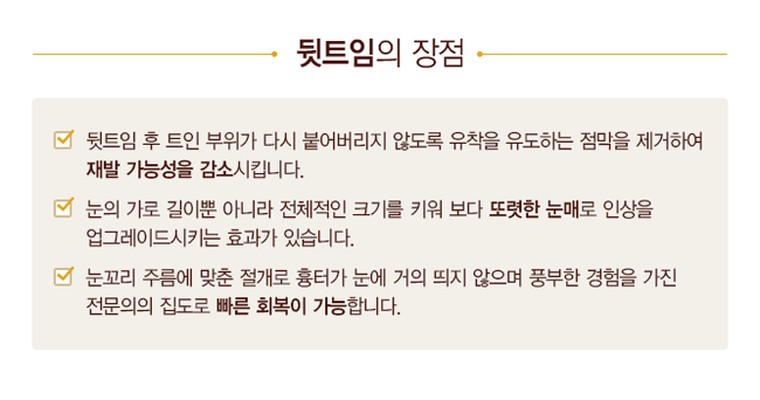 뒷트임의 장점
뒷트임 후 트인 부위가 다시 붙어버리지 않도록 유착을 유도하는 점막을 제거하여
재발 가능성을 감소시킵니다.
눈의 가로 길이뿐 아니라 전체적인 크기를 키워 보다 또렷한 눈매로 인상을
업그레이드시키는 효과가 있습니다.
눈꼬리 주름에 맞춘 절개로 흉터가 눈에 거의 띄지 않으며 풍부한 경험을 가진
전문의의 집도로 빠른 회복이 가능합니다.